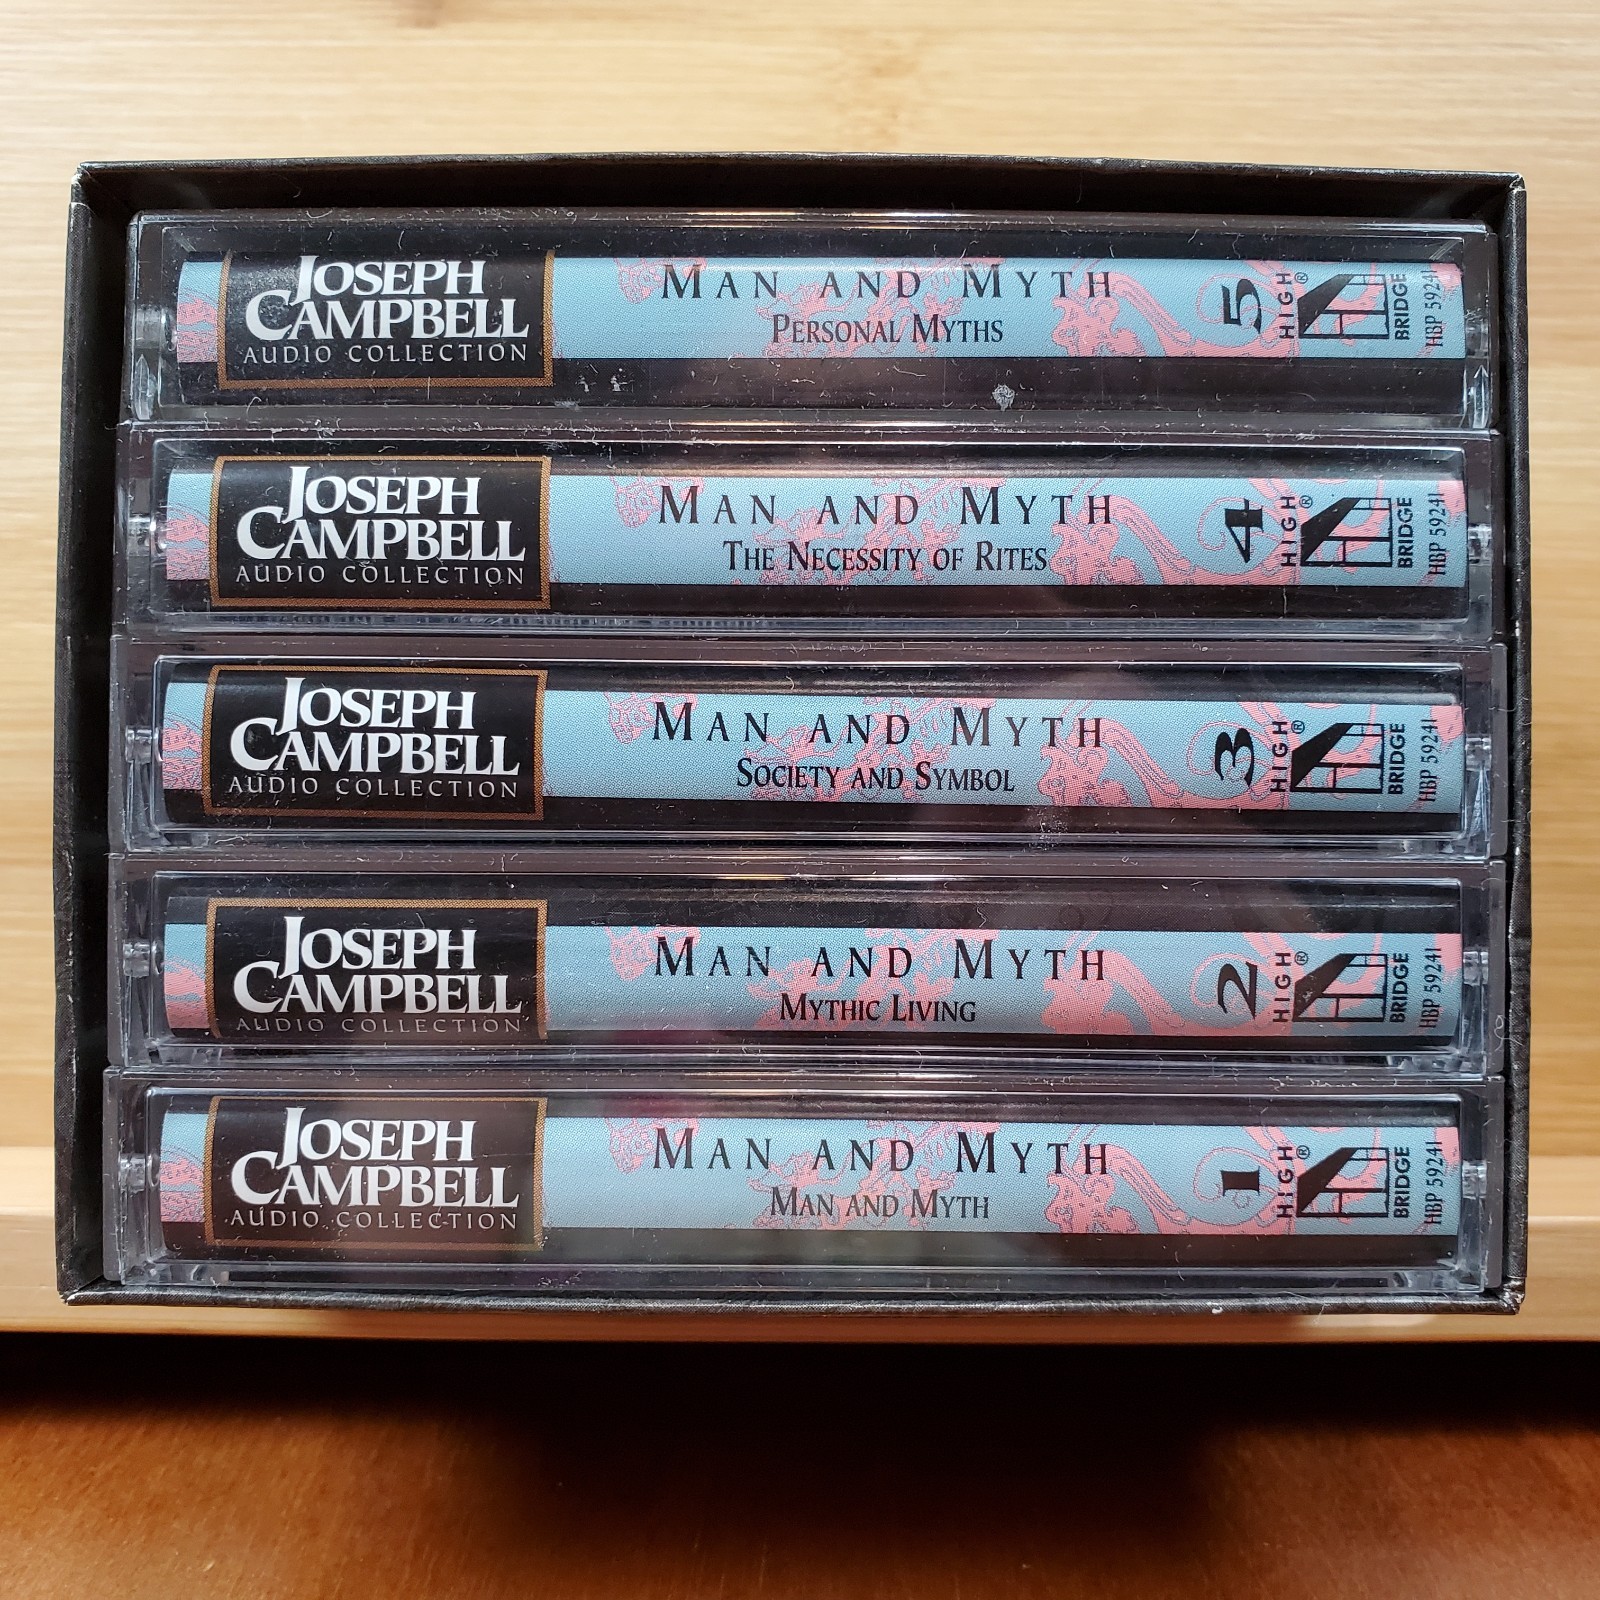 JOSEPH
CAMPBELL
AUDIO COLLECTION
MAN AND MYTH
PERSONAL MYTHS
5
HIGH®
BRIDGE
HBP 59241
JOSEPH
CAMPBELL
AUDIO COLLECTION
MAN AND MYTH
THE NECESSITY OF RITES
4
HIGH®
BRIDGE
HBP 59241
JOSEPH
CAMPBELL
AUDIO COLLECTION
MAN AND MYTH
SOCIETY AND SYMBOL
3
HIGH®
BRIDGE
HBP 59241
JOSEPH
CAMPBELL
AUDIO COLLECTION
MAN AND MYTH
MYTHIC LIVING
2
HIGH®
BRIDGE
HBP 59241
JOSEPH
CAMPBELL
AUDIO COLLECTION
MAN AND MYTH
MAN AND MYTH
1
HIGH®
BRIDGE
HBP 59241